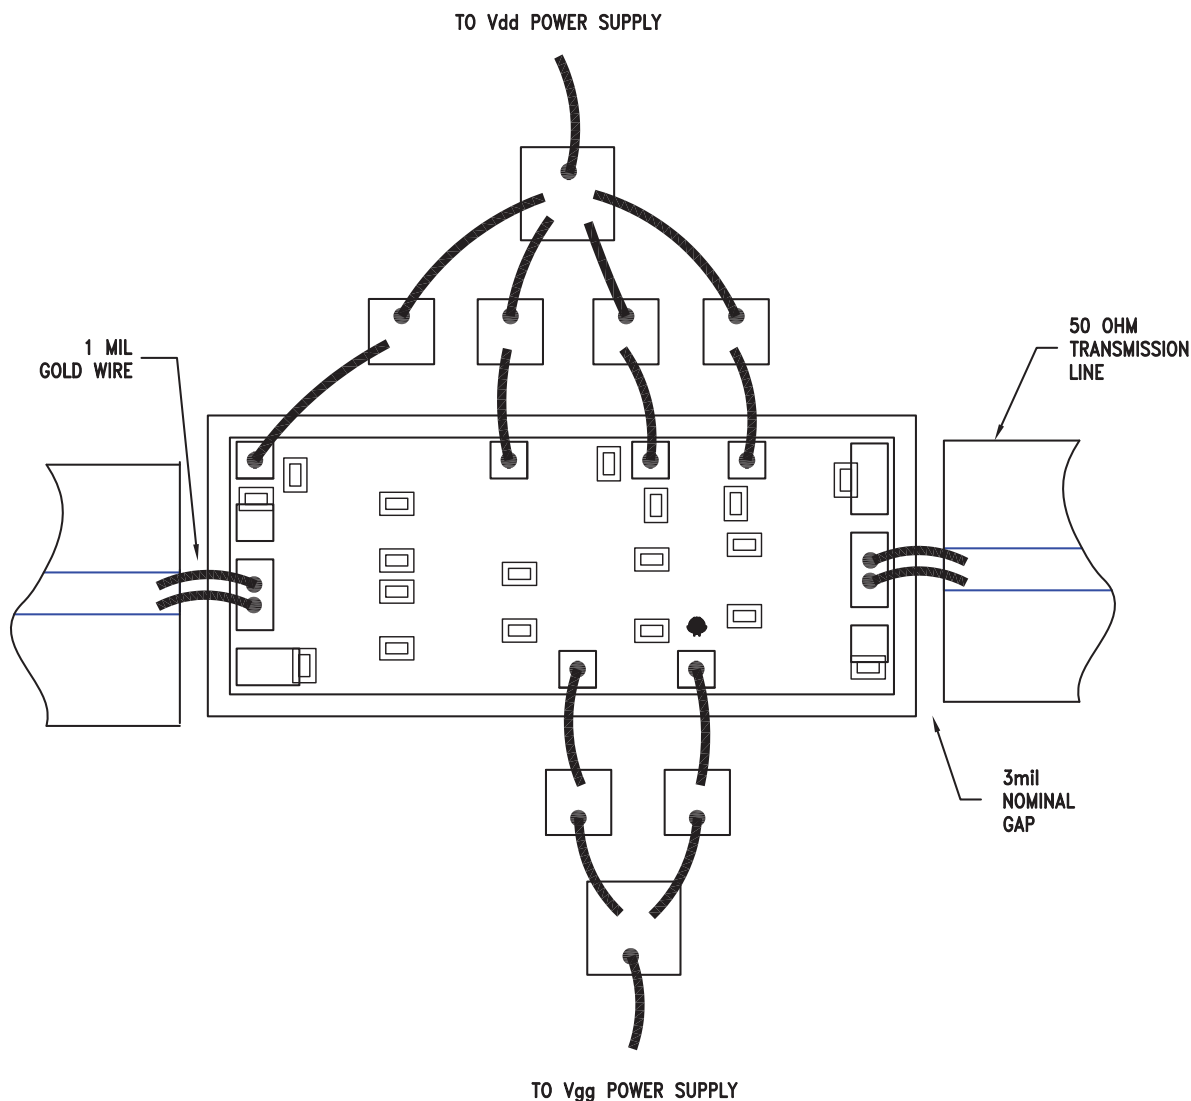 TO Vdd POWER SUPPLY
50 OHM
TRANSMISSION
LINE
1 MIL
GOLD WIRE
3mil
NOMINAL
GAP
TO Vgg POWER SUPPLY